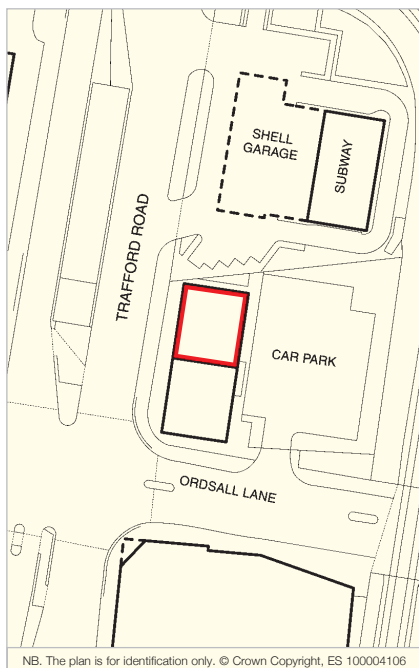 SHELL
GARAGE
SUBWAY
TRAFFORD ROAD
CAR PARK
ORDSALL LANE
NB. The plan is for identification only. © Crown Copyright, ES 100004106